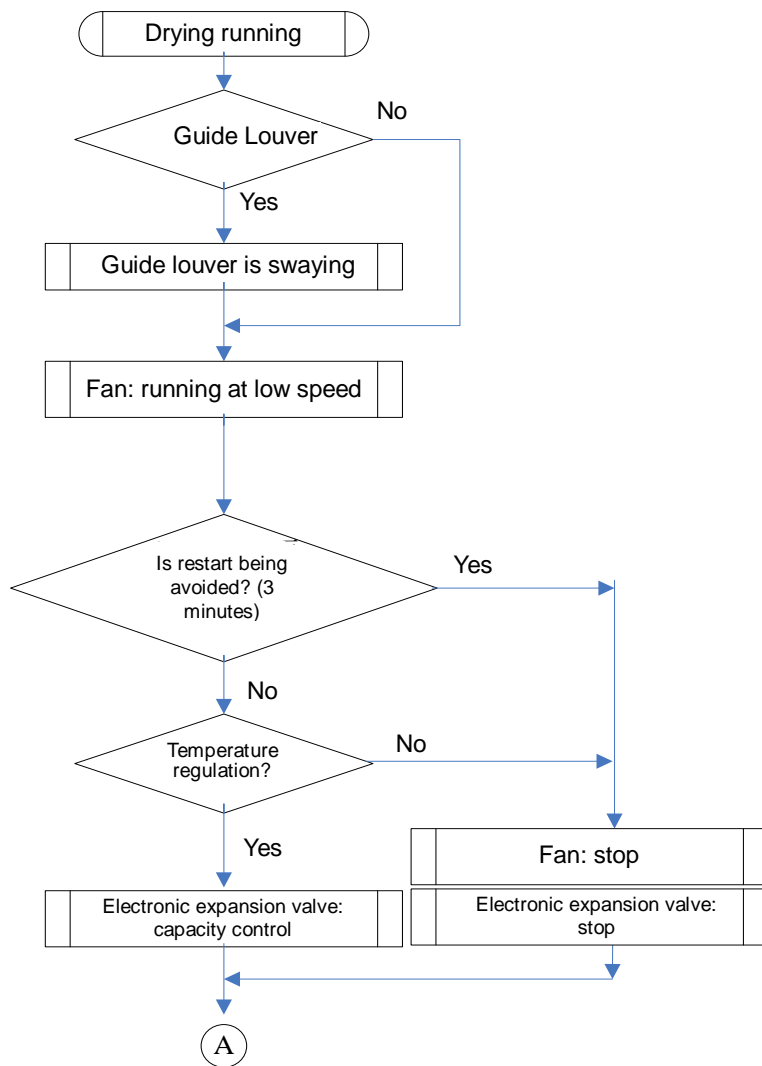 Drying running
Guide Louver
No
Yes
Guide louver is swaying
Fan: running at low speed
Is restart being
avoided? (3
minutes)
Yes
No
Temperature
regulation?
No
Yes
Fan: stop
Electronic expansion valve:
capacity control
Electronic expansion valve:
stop
A